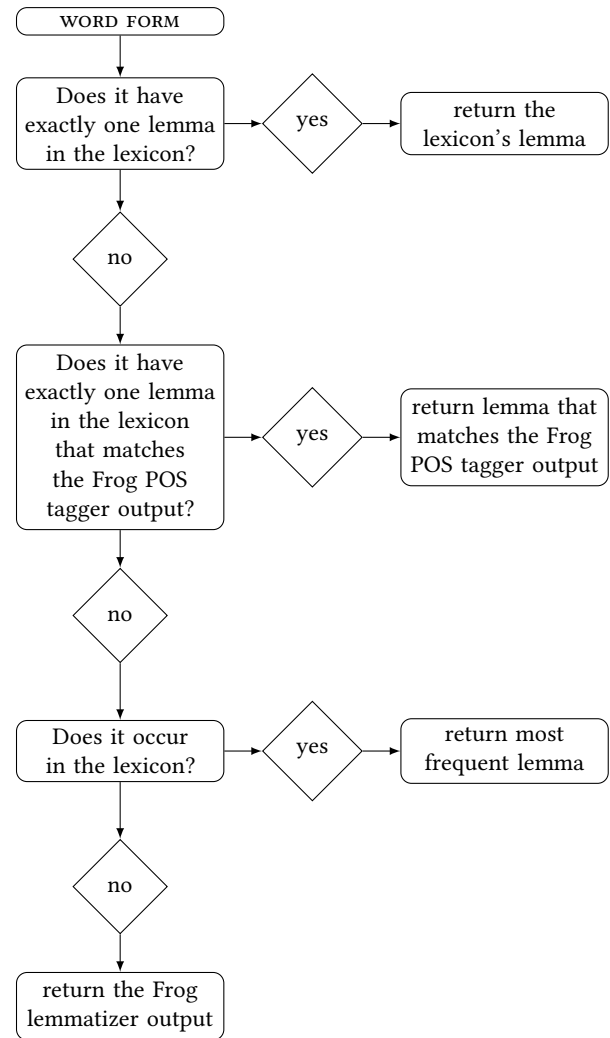 WORD FORM
Does it have
exactly one lemma
in the lexicon?
yes
return the
lexicon's lemma
no
Does it have
exactly one lemma
in the lexicon
that matches
the Frog POS
tagger output?
yes
return lemma that
matches the Frog
POS tagger output
no
Does it occur
in the lexicon?
yes
return most
frequent lemma
no
return the Frog
lemmatizer output